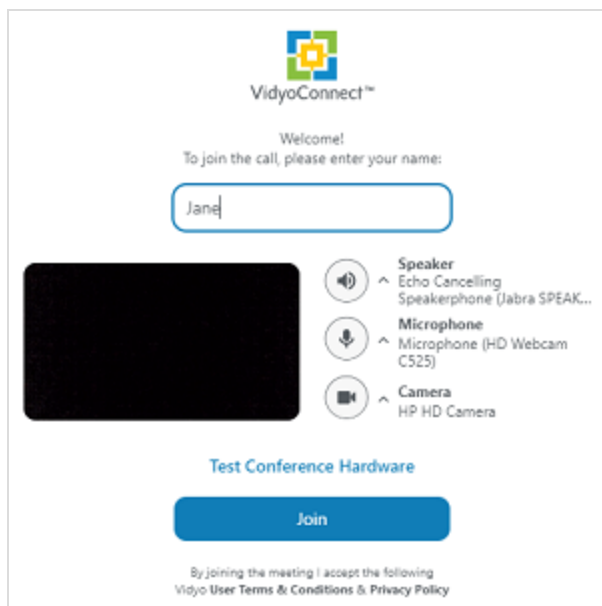 VidyoConnect™
Welcome!
To join the call, please enter your name:
Jane
Speaker
Echo Cancelling
Speakerphone (Jabra SPEAK...
Microphone
Microphone (HD Webcam
C525)
Camera
HP HD Camera
Test Conference Hardware
Join
By joining the meeting I accept the following
Vidyo User Terms & Conditions & Privacy Policy